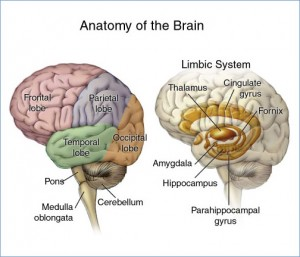 Anatomy of the Brain
Frontal
lobe
Parietal
lobe
Temporal
lobe
Occipital
lobe
Pons
Medulla
oblongata
Cerebellum
Limbic System
Thalamus
Cingulate
gyrus
Fornix
Amygdala
Hippocampus
Parahippocampal
gyrus